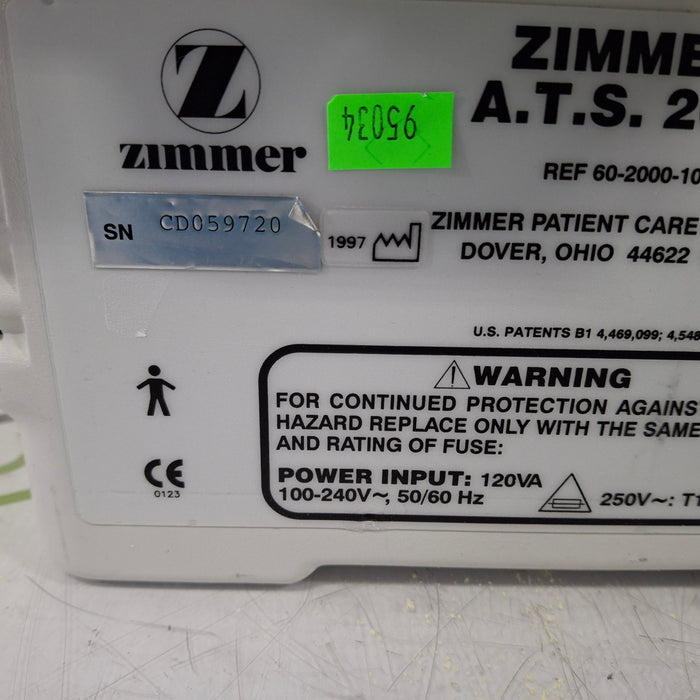 Z
zimmer
95034
ZIMME
A.T.S. 2
REF 60-2000-10
SN CD059720
1997
ZIMMER PATIENT CARE
DOVER, OHIO 44622
U.S. PATENTS B1 4,469,099; 4,548
⚠ WARNING
FOR CONTINUED PROTECTION AGAINS
HAZARD REPLACE ONLY WITH THE SAME
AND RATING OF FUSE:
POWER INPUT: 120VA
100-240V~, 50/60 Hz
250V~: T1
CE
0123